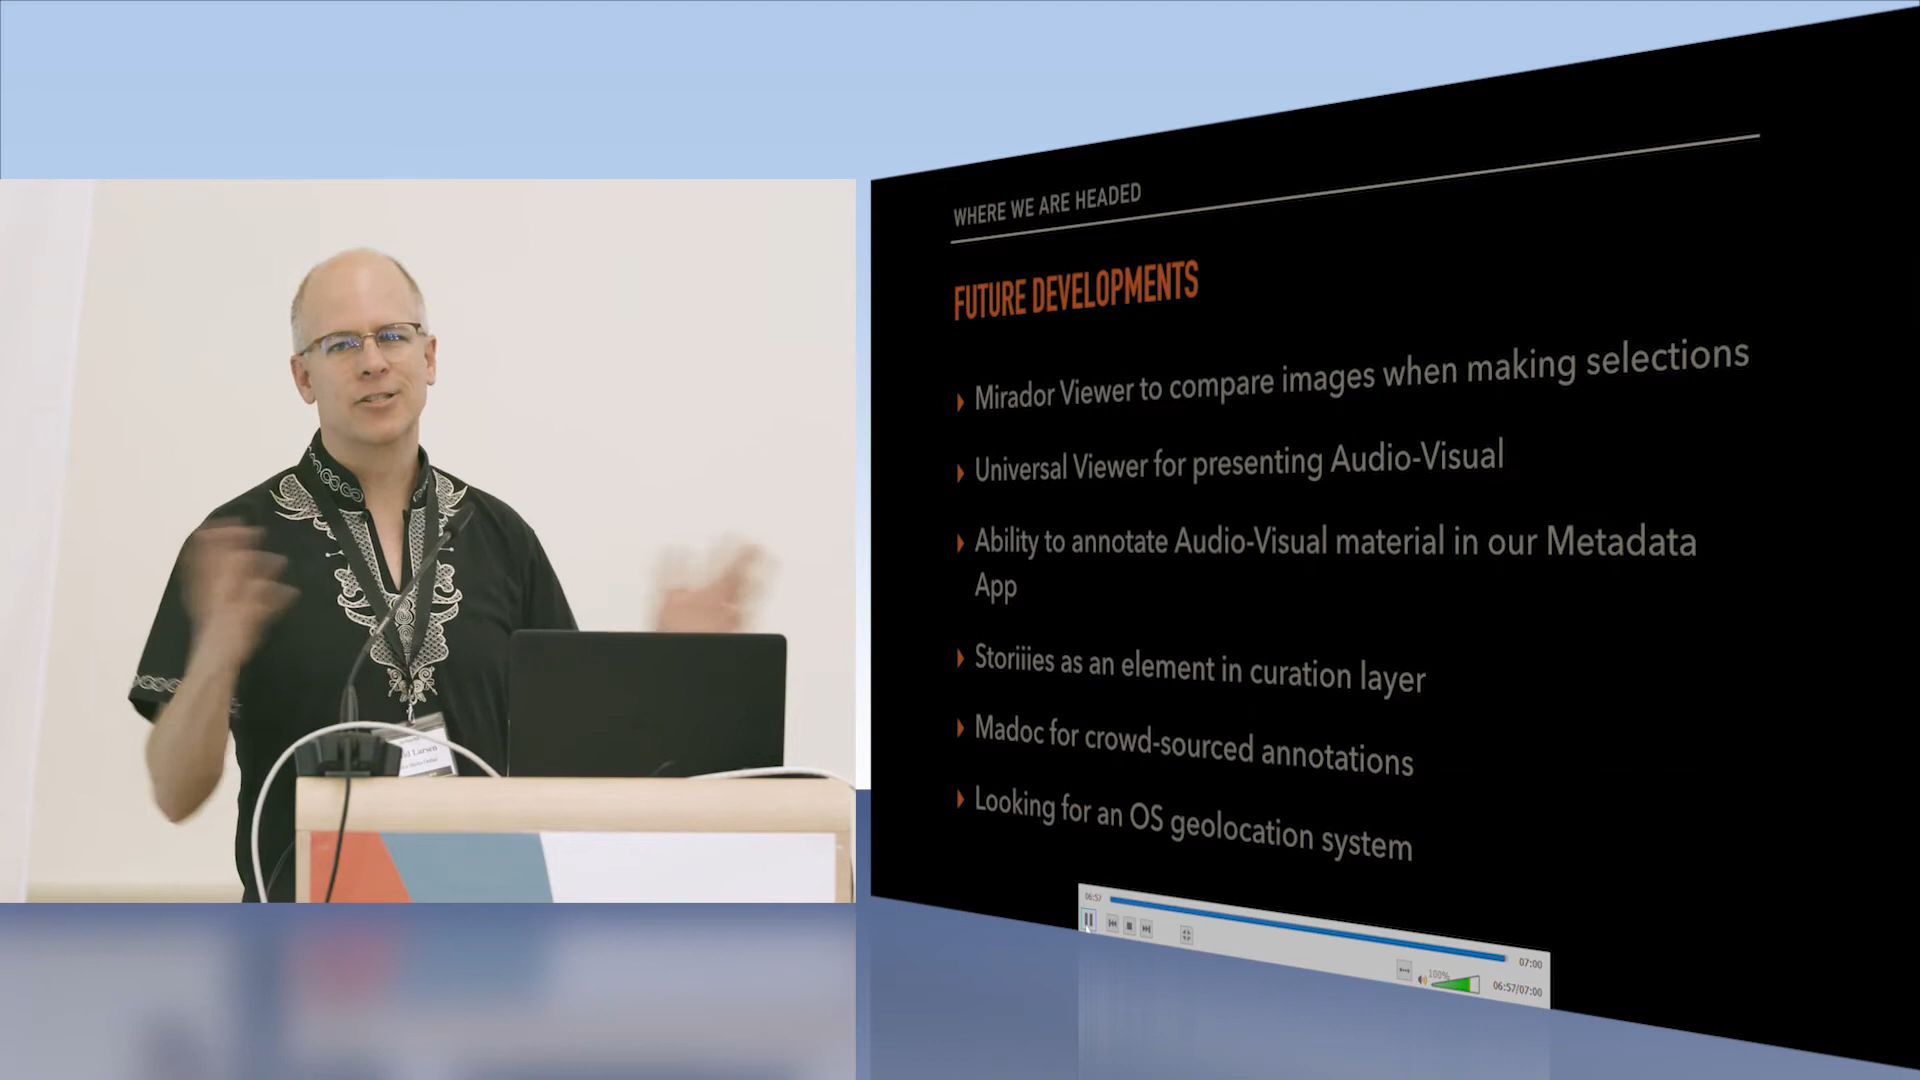 WHERE WE ARE HEADED
FUTURE DEVELOPMENTS
Mirador Viewer to compare images when making selections
Universal Viewer for presenting Audio-Visual
Ability to annotate Audio-Visual material in our Metadata
App
Storiiies as an element in curation layer
Madoc for crowd-sourced annotations
Looking for an OS geolocation system
06:57
07:00
100%
06:57/07:00
Larsen